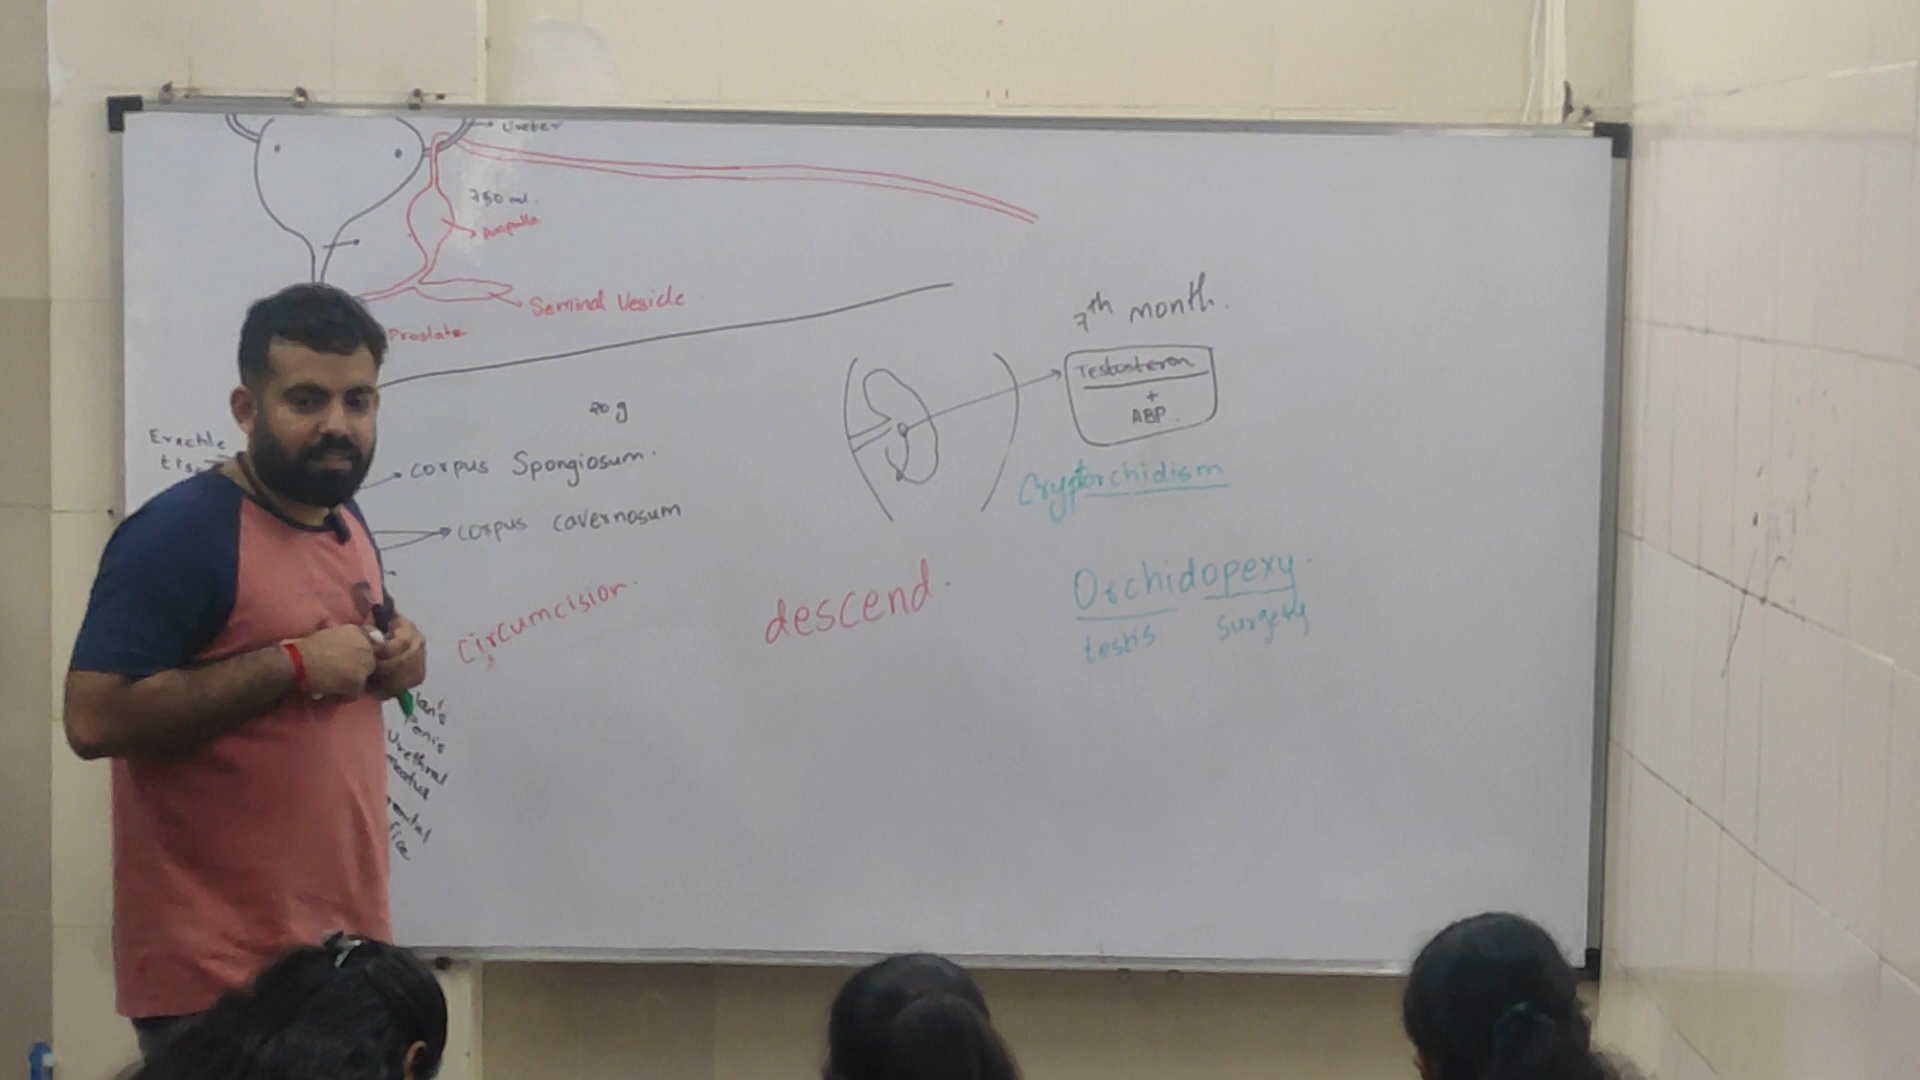 Ureter
750 ml.
Ampulla
Seminal Vesicle
Prostate
7th month.
Testosteron
+
ABP.
20 g
Erectile
corpus Spongiosum.
corpus cavernosum
Cryptorchidism
circumcision.
descend.
Orchidopexy.
testis surgery
Penis
Urethral
meatus